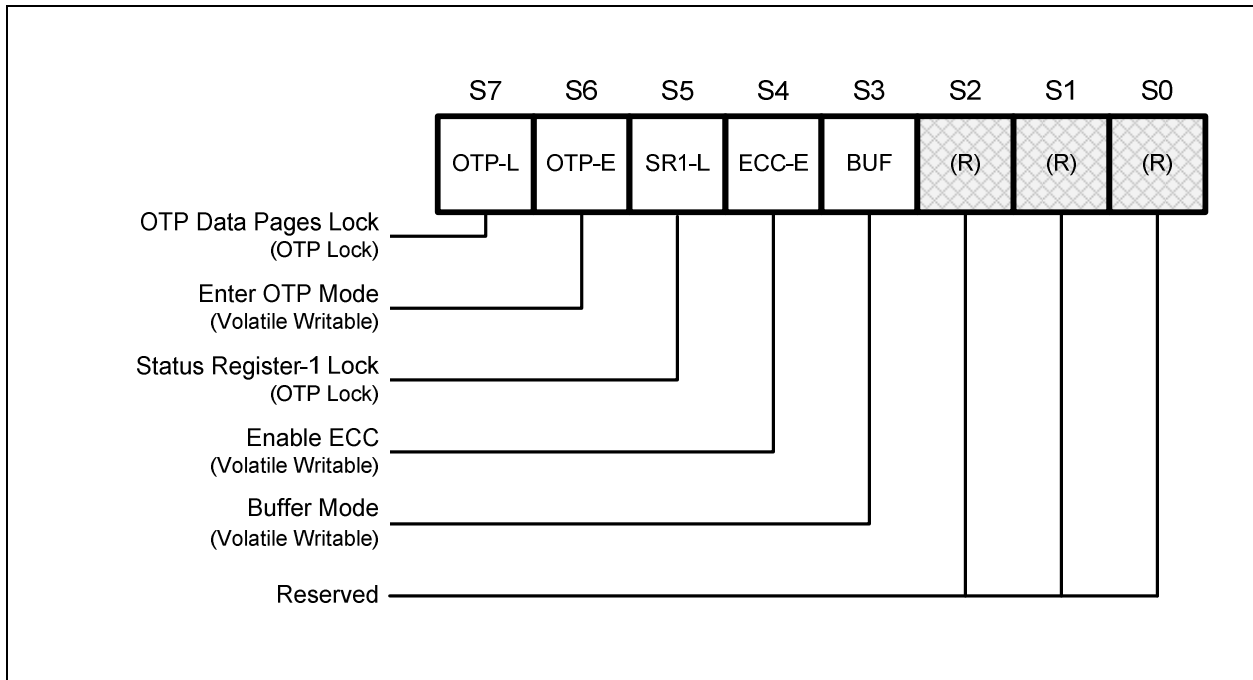 S7 S6 S5 S4 S3 S2 S1 S0
OTP-L OTP-E SR1-L ECC-E BUF (R) (R) (R)
OTP Data Pages Lock
(OTP Lock)
Enter OTP Mode
(Volatile Writable)
Status Register-1 Lock
(OTP Lock)
Enable ECC
(Volatile Writable)
Buffer Mode
(Volatile Writable)
Reserved